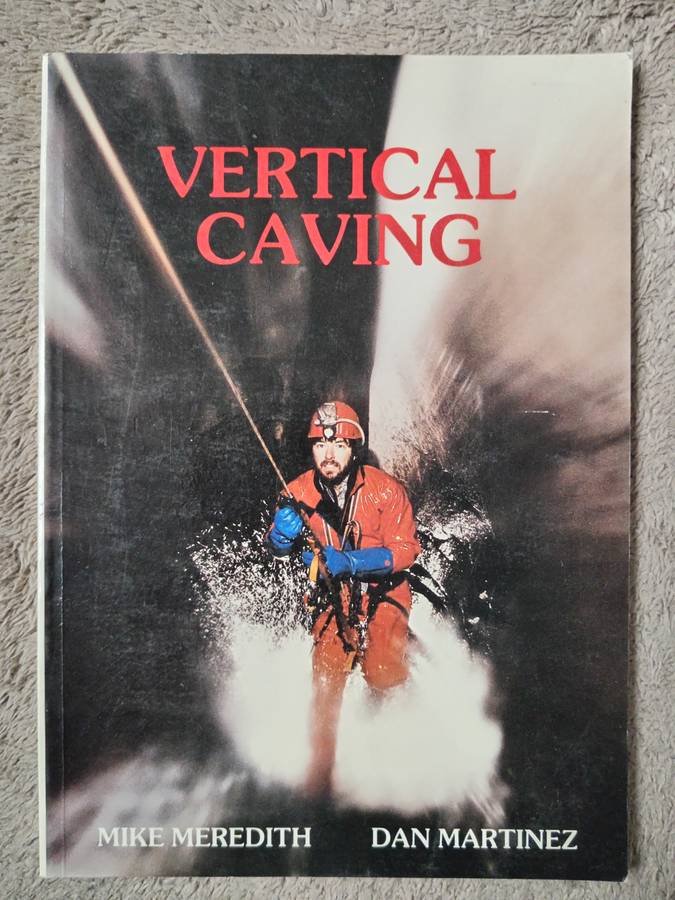 VERTICAL
CAVING
MIKE MEREDITH
DAN MARTINEZ